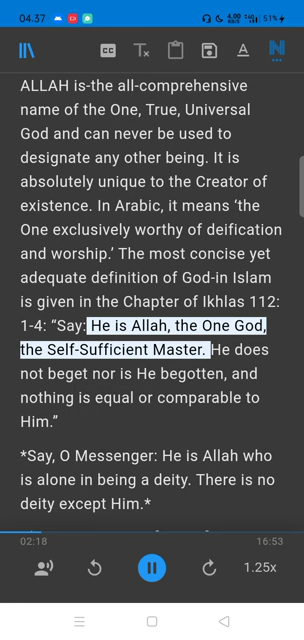 04.37
4.00 KB/s
51%
CC
ALLAH is-the all-comprehensive
name of the One, True, Universal
God and can never be used to
designate any other being. It is
absolutely unique to the Creator of
existence. In Arabic, it means ‘the
One exclusively worthy of deification
and worship.’ The most concise yet
adequate definition of God-in Islam
is given in the Chapter of Ikhlas 112:
1-4: “Say: He is Allah, the One God,
the Self-Sufficient Master. He does
not beget nor is He begotten, and
nothing is equal or comparable to
Him.”
*Say, O Messenger: He is Allah who
is alone in being a deity. There is no
deity except Him.*
02:18
16:53
1.25x